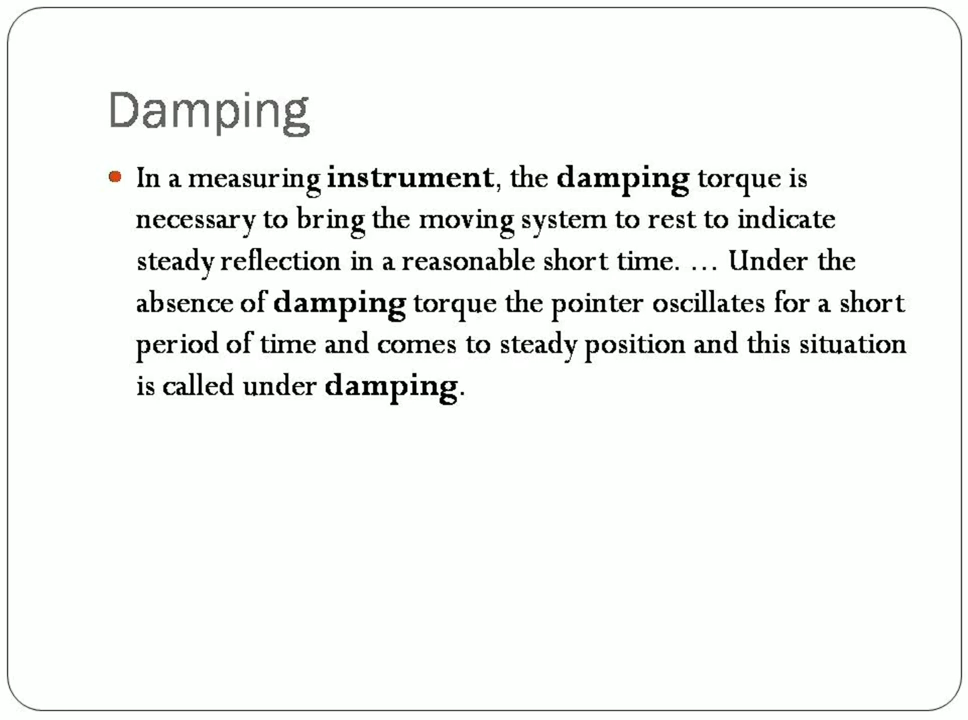 Damping
• In a measuring instrument, the damping torque is
necessary to bring the moving system to rest to indicate
steady reflection in a reasonable short time. … Under the
absence of damping torque the pointer oscillates for a short
period of time and comes to steady position and this situation
is called under damping.